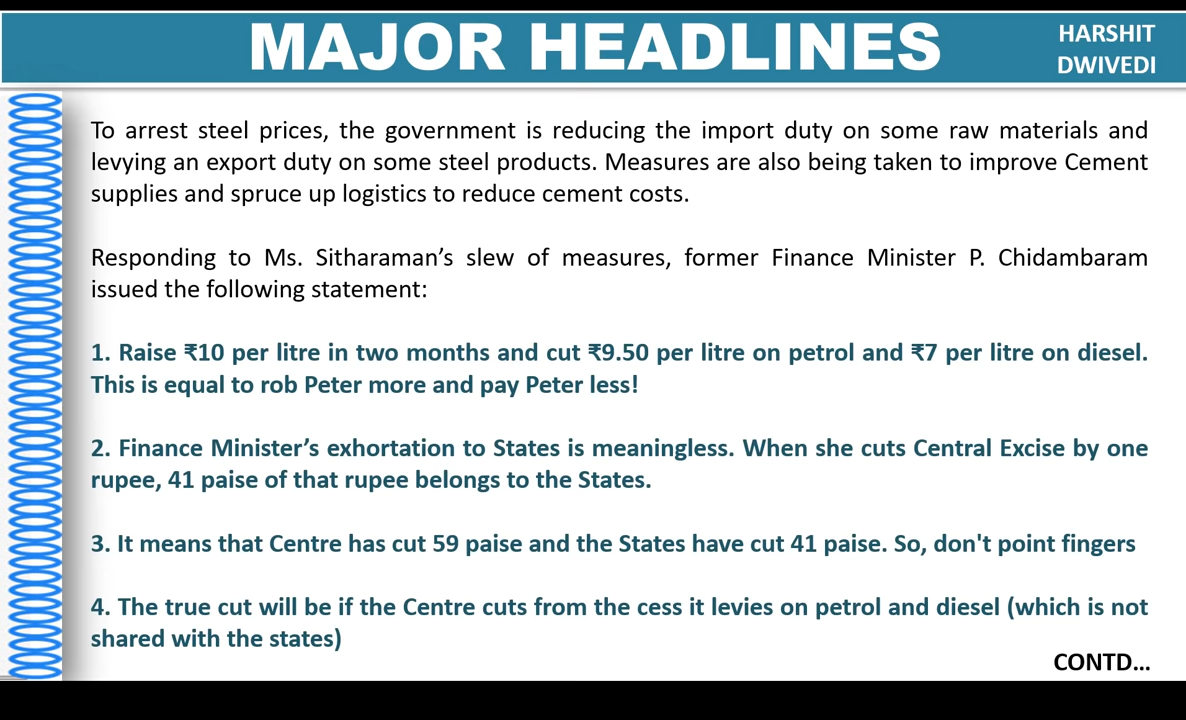 MAJOR HEADLINES
HARSHIT
DWIVEDI
To arrest steel prices, the government is reducing the import duty on some raw materials and
levying an export duty on some steel products. Measures are also being taken to improve Cement
supplies and spruce up logistics to reduce cement costs.
Responding to Ms. Sitharaman’s slew of measures, former Finance Minister P. Chidambaram
issued the following statement:
1. Raise ₹10 per litre in two months and cut ₹9.50 per litre on petrol and ₹7 per litre on diesel.
This is equal to rob Peter more and pay Peter less!
2. Finance Minister’s exhortation to States is meaningless. When she cuts Central Excise by one
rupee, 41 paise of that rupee belongs to the States.
3. It means that Centre has cut 59 paise and the States have cut 41 paise. So, don't point fingers
4. The true cut will be if the Centre cuts from the cess it levies on petrol and diesel (which is not
shared with the states)
CONTD...